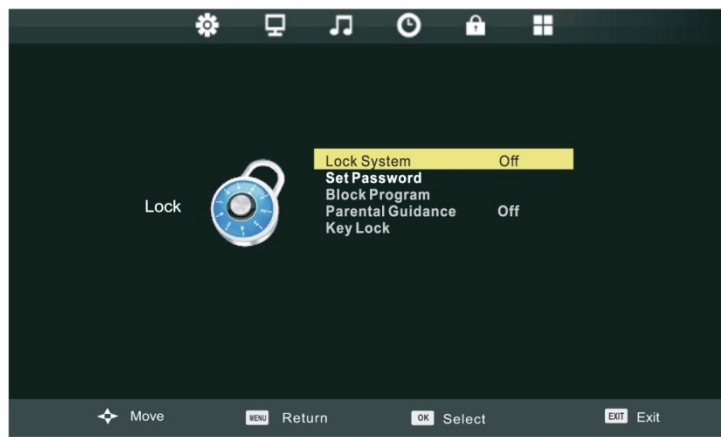 Lock System Off
Set Password
Block Program
Parental Guidance Off
Key Lock
Lock
Move MENU Return OK Select EXIT Exit